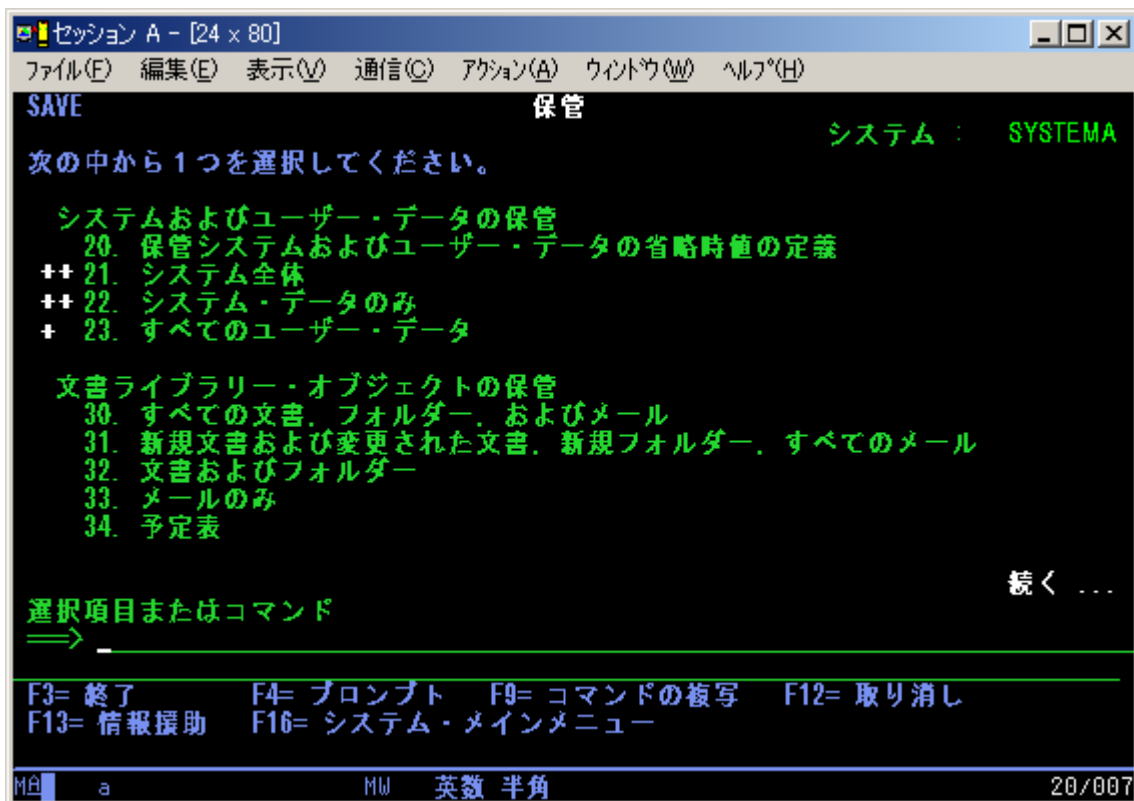 セッション A - [24 x 80]
ファイル(F) 編集(E) 表示(V) 通信(C) アクション(A) ウィンドウ(W) ヘルプ(H)
SAVE 保管
システム : SYSTEMA
次の中から1つを選択してください。
システムおよびユーザー・データの保管
20. 保管システムおよびユーザー・データの省略時値の定義
++ 21. システム全体
++ 22. システム・データのみ
+ 23. すべてのユーザー・データ
文書ライブラリー・オブジェクトの保管
30. すべての文書, フォルダー, およびメール
31. 新規文書および変更された文書, 新規フォルダー, すべてのメール
32. 文書およびフォルダー
33. メールのみ
34. 予定表
続く ...
選択項目またはコマンド
==> _
F3= 終了 F4= プロンプト F9= コマンドの複写 F12= 取り消し
F13= 情報援助 F16= システム・メインメニュー
MA a MW 英数 半角 20/007